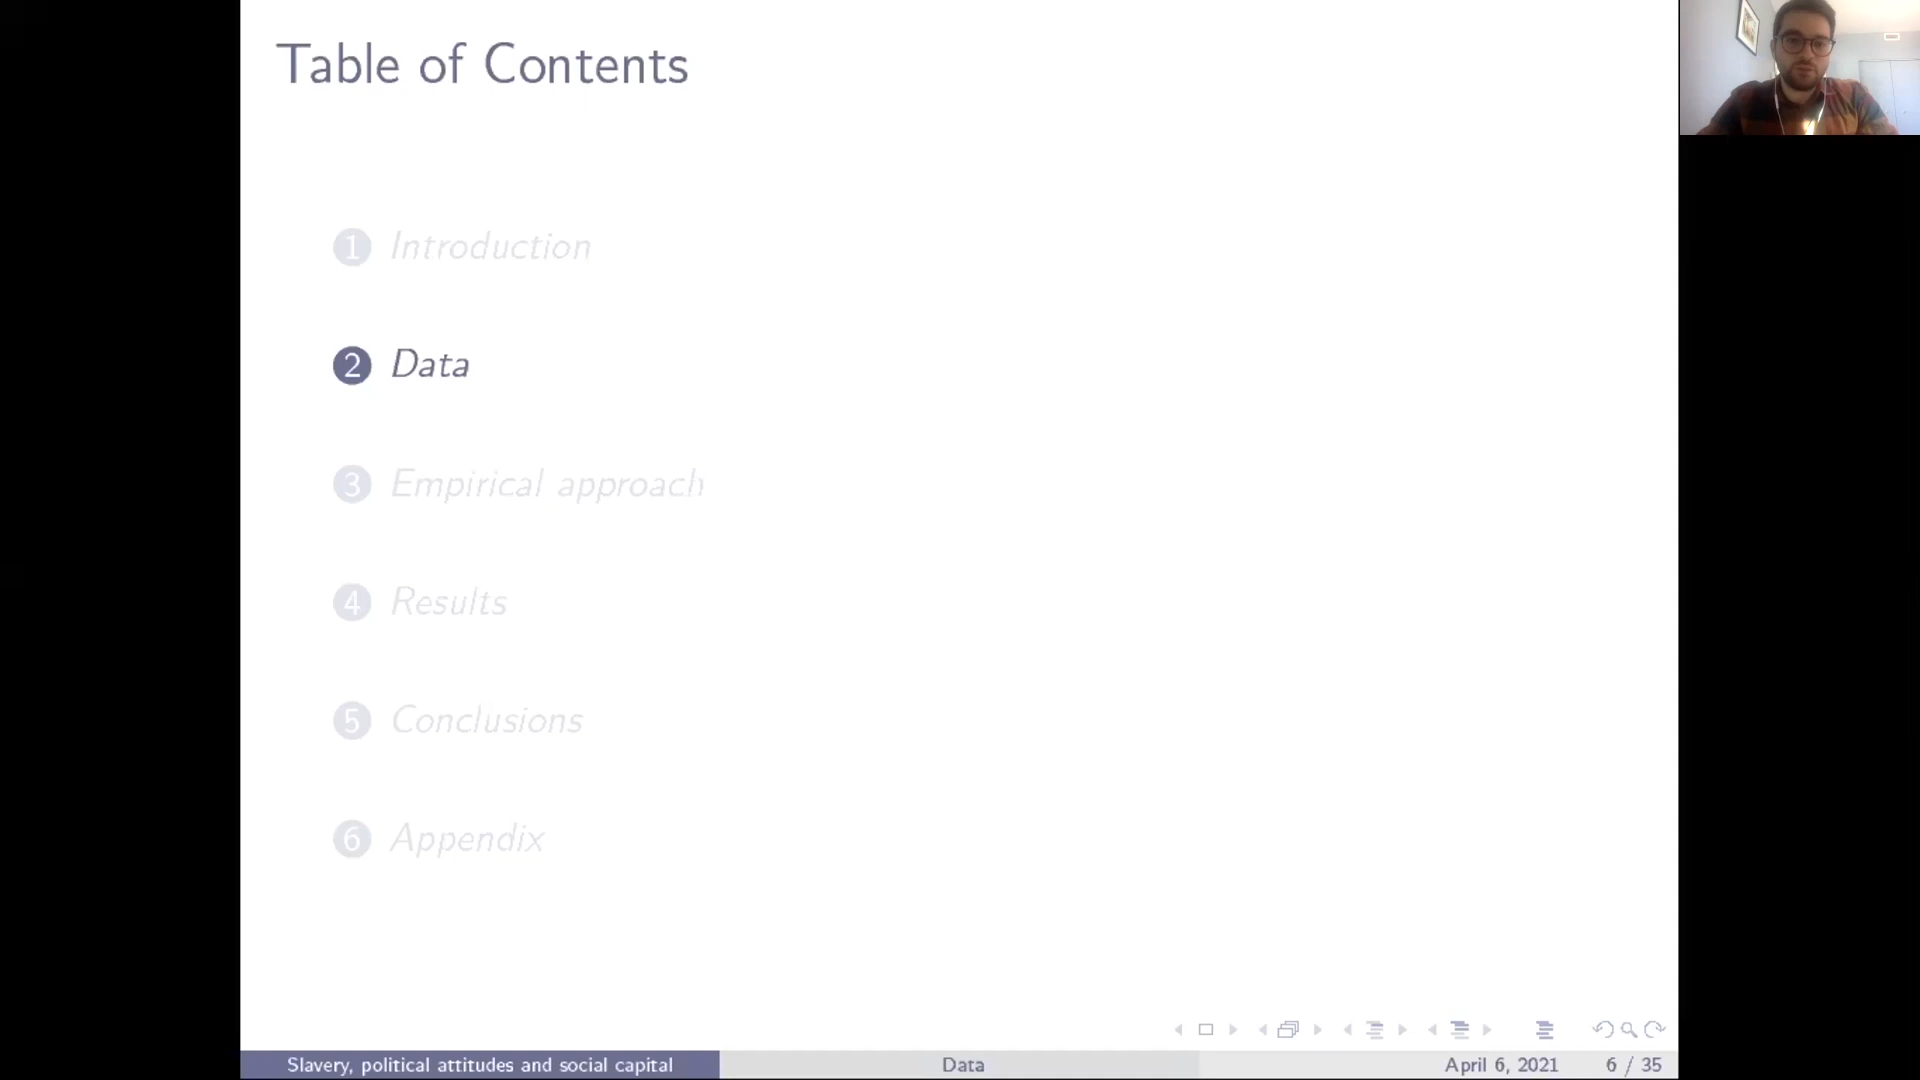 Table of Contents
1 Introduction
2 Data
3 Empirical approach
4 Results
5 Conclusions
6 Appendix
Slavery, political attitudes and social capital Data April 6, 2021 6 / 35